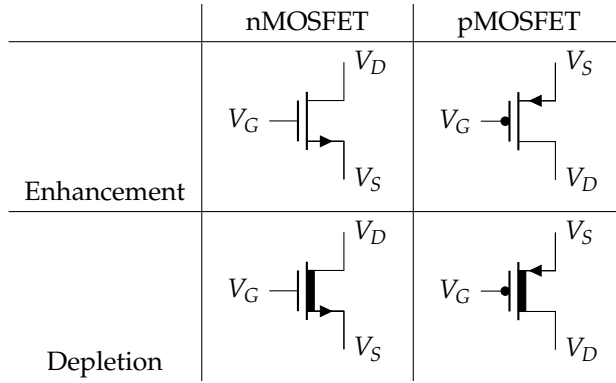 nMOSFET pMOSFET
V_D V_S
V_G V_G
V_S V_D
Enhancement
V_D V_S
V_G V_G
V_S V_D
Depletion